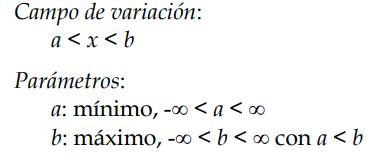 Campo de variación:
a < x < b
Parámetros:
a: mínimo, -∞ < a < ∞
b: máximo, -∞ < b < ∞ con a < b